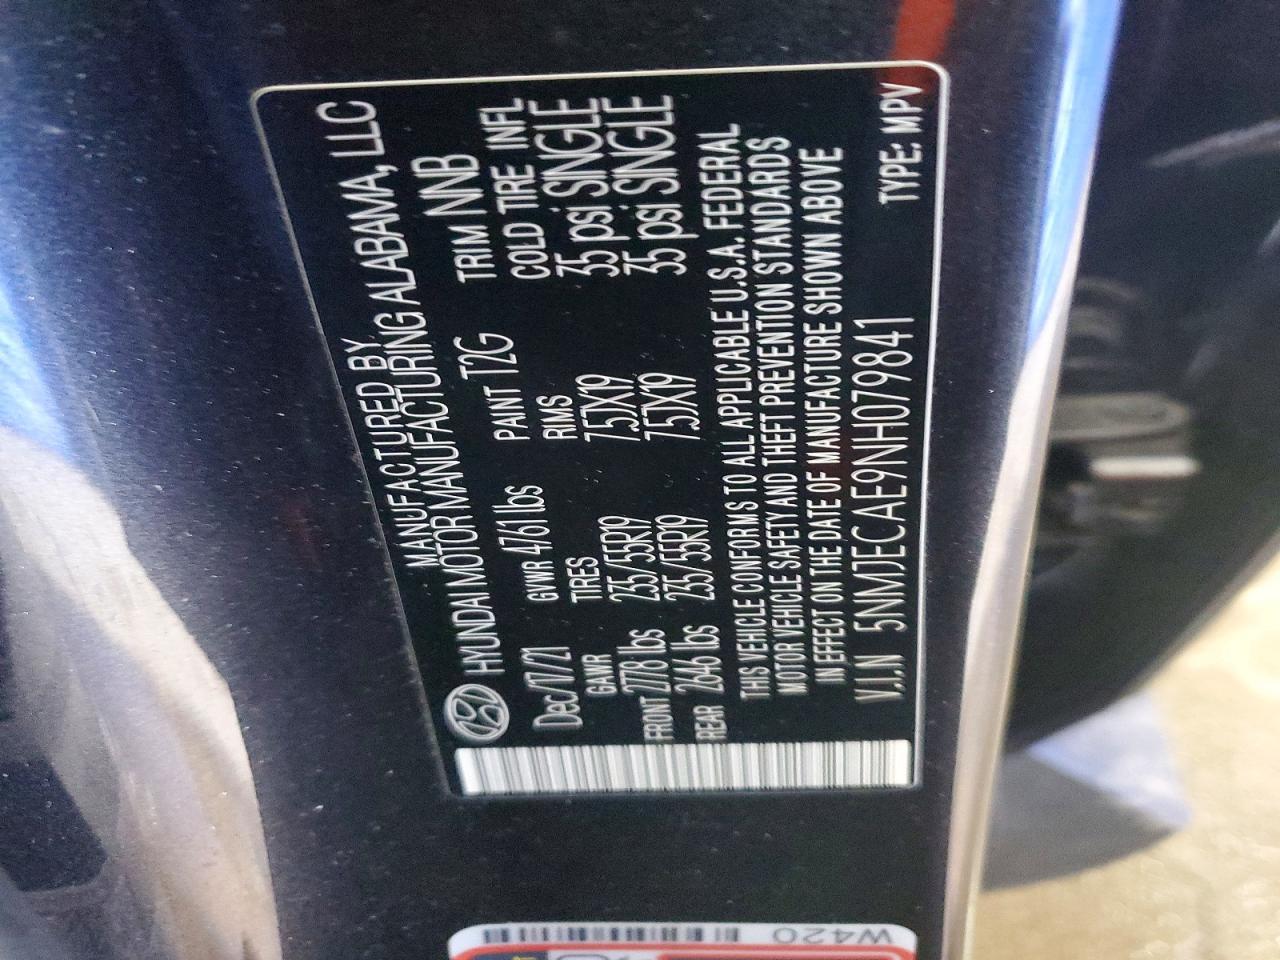 MANUFACTURED BY
HYUNDAI MOTOR MANUFACTURING ALABAMA, LLC
Dec/17/21 GVWR 4761 lbs PAINT T2G TRIM NNB
GAWR TIRES RIMS COLD TIRE INFL
FRONT 2778 lbs 235/55R19 7.5JX19 35 psi SINGLE
REAR 2646 lbs 235/55R19 7.5JX19 35 psi SINGLE
THIS VEHICLE CONFORMS TO ALL APPLICABLE U.S.A. FEDERAL
MOTOR VEHICLE SAFETY AND THEFT PREVENTION STANDARDS
IN EFFECT ON THE DATE OF MANUFACTURE SHOWN ABOVE
V.I.N 5NMJECAE9NH079841 TYPE: MPV
W420